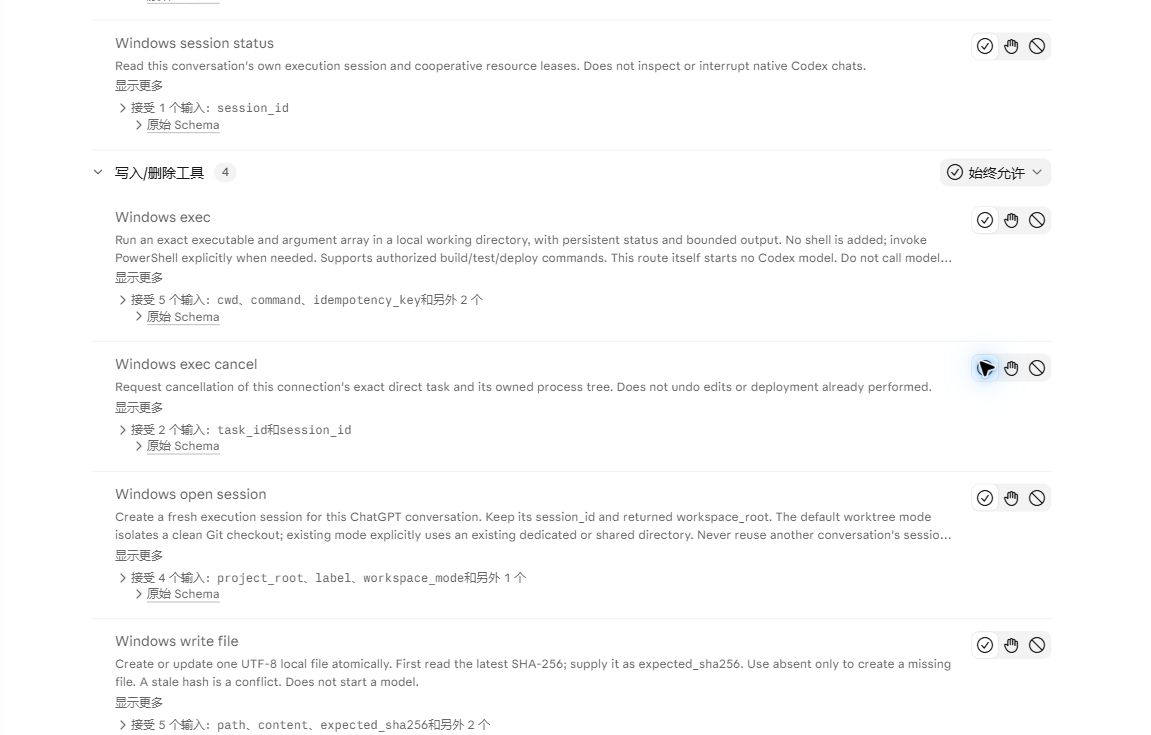 Windows session status
Read this conversation's own execution session and cooperative resource leases. Does not inspect or interrupt native Codex chats.
显示更多
接受 1 个输入: session_id
原始 Schema
写入/删除工具 4
始终允许
Windows exec
Run an exact executable and argument array in a local working directory, with persistent status and bounded output. No shell is added; invoke
PowerShell explicitly when needed. Supports authorized build/test/deploy commands. This route itself starts no Codex model. Do not call model...
显示更多
接受 5 个输入: cwd、command、idempotency_key和另外 2 个
原始 Schema
Windows exec cancel
Request cancellation of this connection's exact direct task and its owned process tree. Does not undo edits or deployment already performed.
显示更多
接受 2 个输入: task_id和session_id
原始 Schema
Windows open session
Create a fresh execution session for this ChatGPT conversation. Keep its session_id and returned workspace_root. The default worktree mode
isolates a clean Git checkout; existing mode explicitly uses an existing dedicated or shared directory. Never reuse another conversation's sessio...
显示更多
接受 4 个输入: project_root、label、workspace_mode和另外 1 个
原始 Schema
Windows write file
Create or update one UTF-8 local file atomically. First read the latest SHA-256; supply it as expected_sha256. Use absent only to create a missing
file. A stale hash is a conflict. Does not start a model.
显示更多
接受 5 个输入: path、content、expected_sha256和另外 2 个